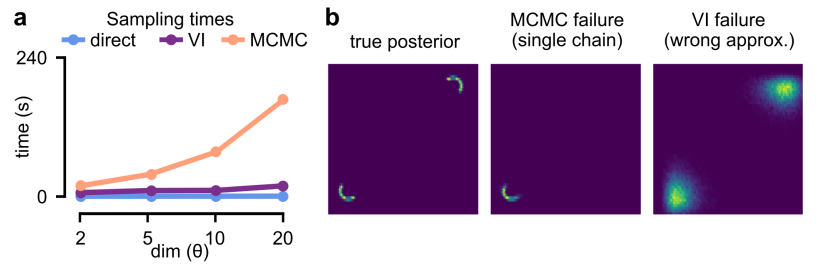 a
Sampling times
direct VI MCMC
240
0
time (s)
2 5 10 20
dim (θ)
b
true posterior
MCMC failure
(single chain)
VI failure
(wrong approx.)